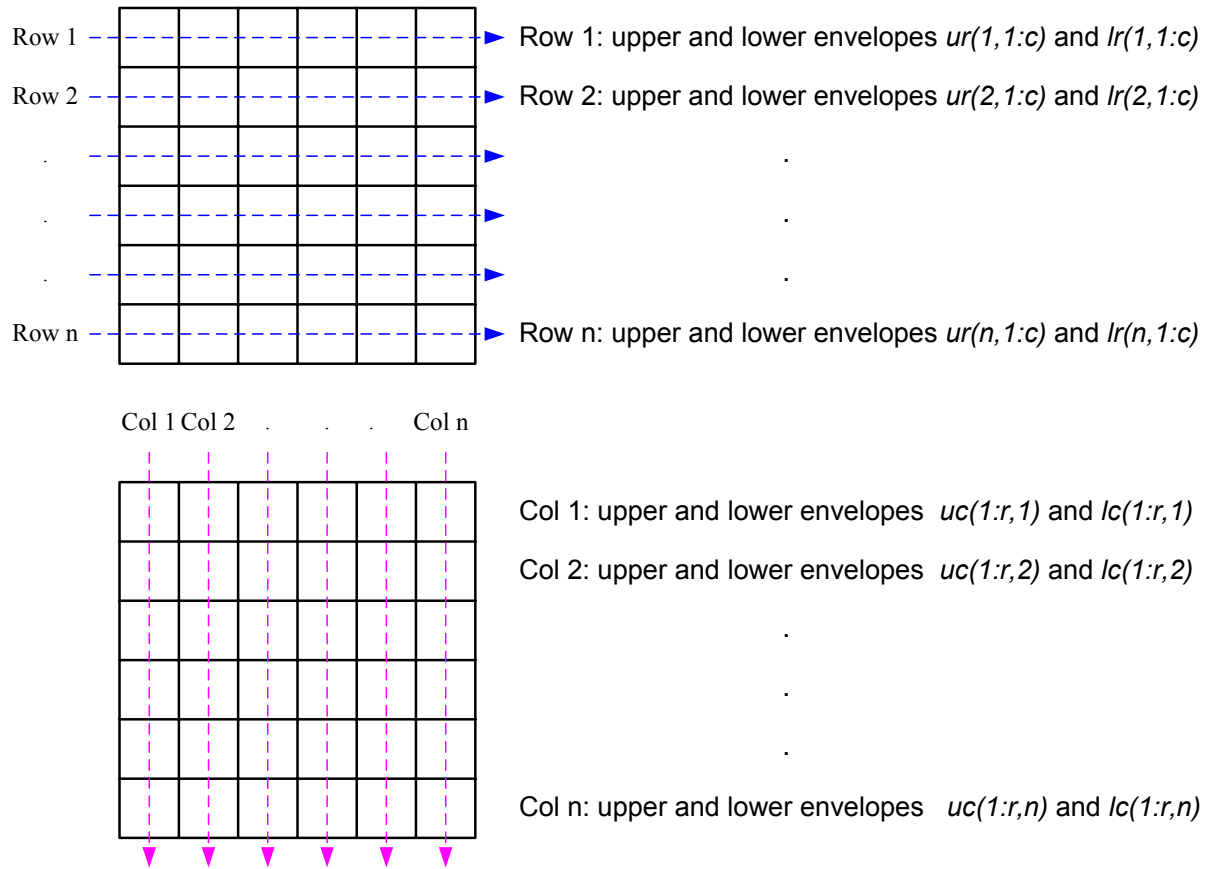 Row 1 Row 1: upper and lower envelopes ur(1,1:c) and lr(1,1:c)
Row 2 Row 2: upper and lower envelopes ur(2,1:c) and lr(2,1:c)
. .
. .
. .
Row n Row n: upper and lower envelopes ur(n,1:c) and lr(n,1:c)
Col 1 Col 2 . . . Col n
Col 1: upper and lower envelopes uc(1:r,1) and lc(1:r,1)
Col 2: upper and lower envelopes uc(1:r,2) and lc(1:r,2)
.
.
.
Col n: upper and lower envelopes uc(1:r,n) and lc(1:r,n)